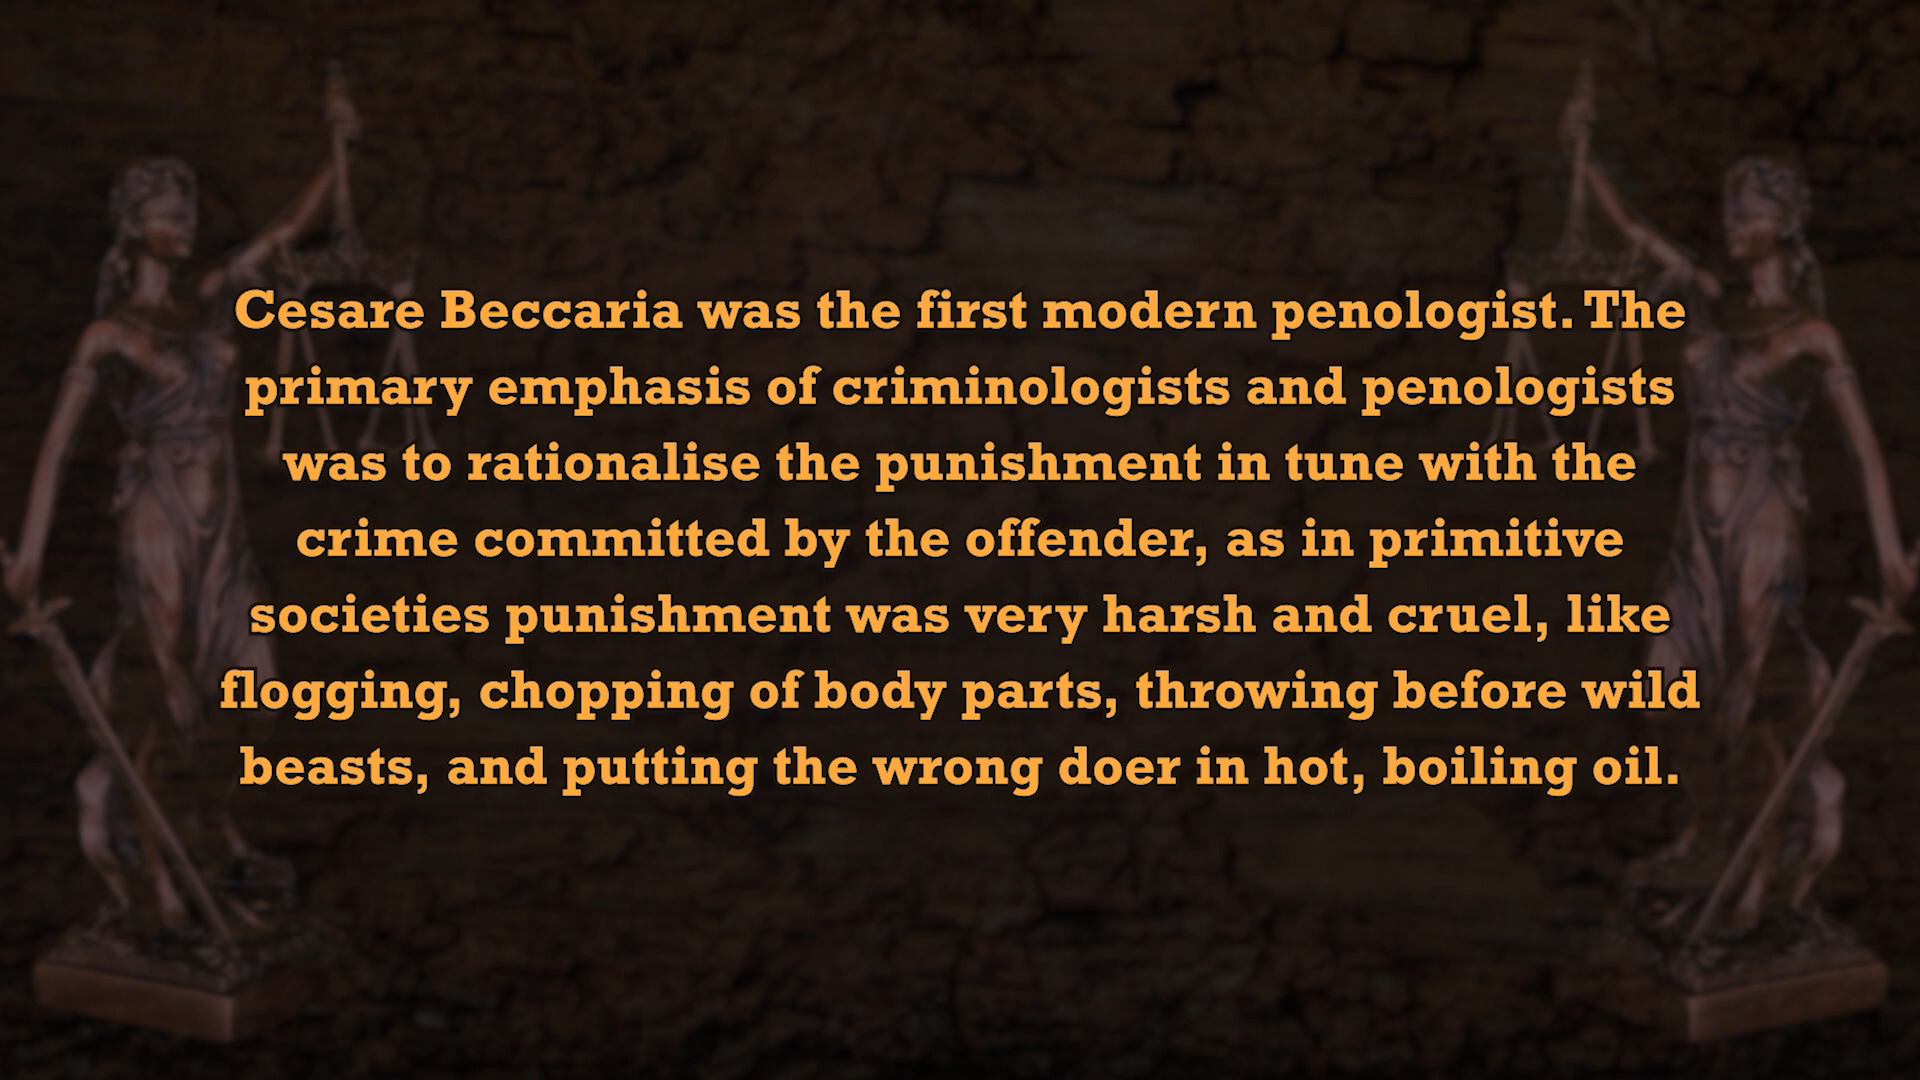 Cesare Beccaria was the first modern penologist. The
primary emphasis of criminologists and penologists
was to rationalise the punishment in tune with the
crime committed by the offender, as in primitive
societies punishment was very harsh and cruel, like
flogging, chopping of body parts, throwing before wild
beasts, and putting the wrong doer in hot, boiling oil.